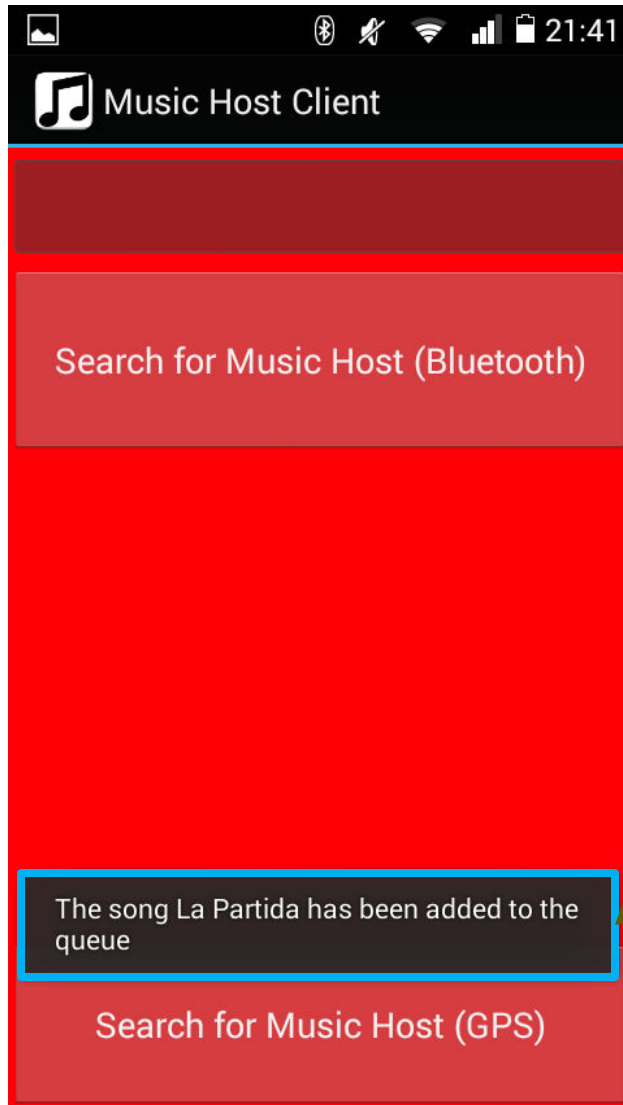 21:41
Music Host Client
Search for Music Host (Bluetooth)
The song La Partida has been added to the
queue
Search for Music Host (GPS)